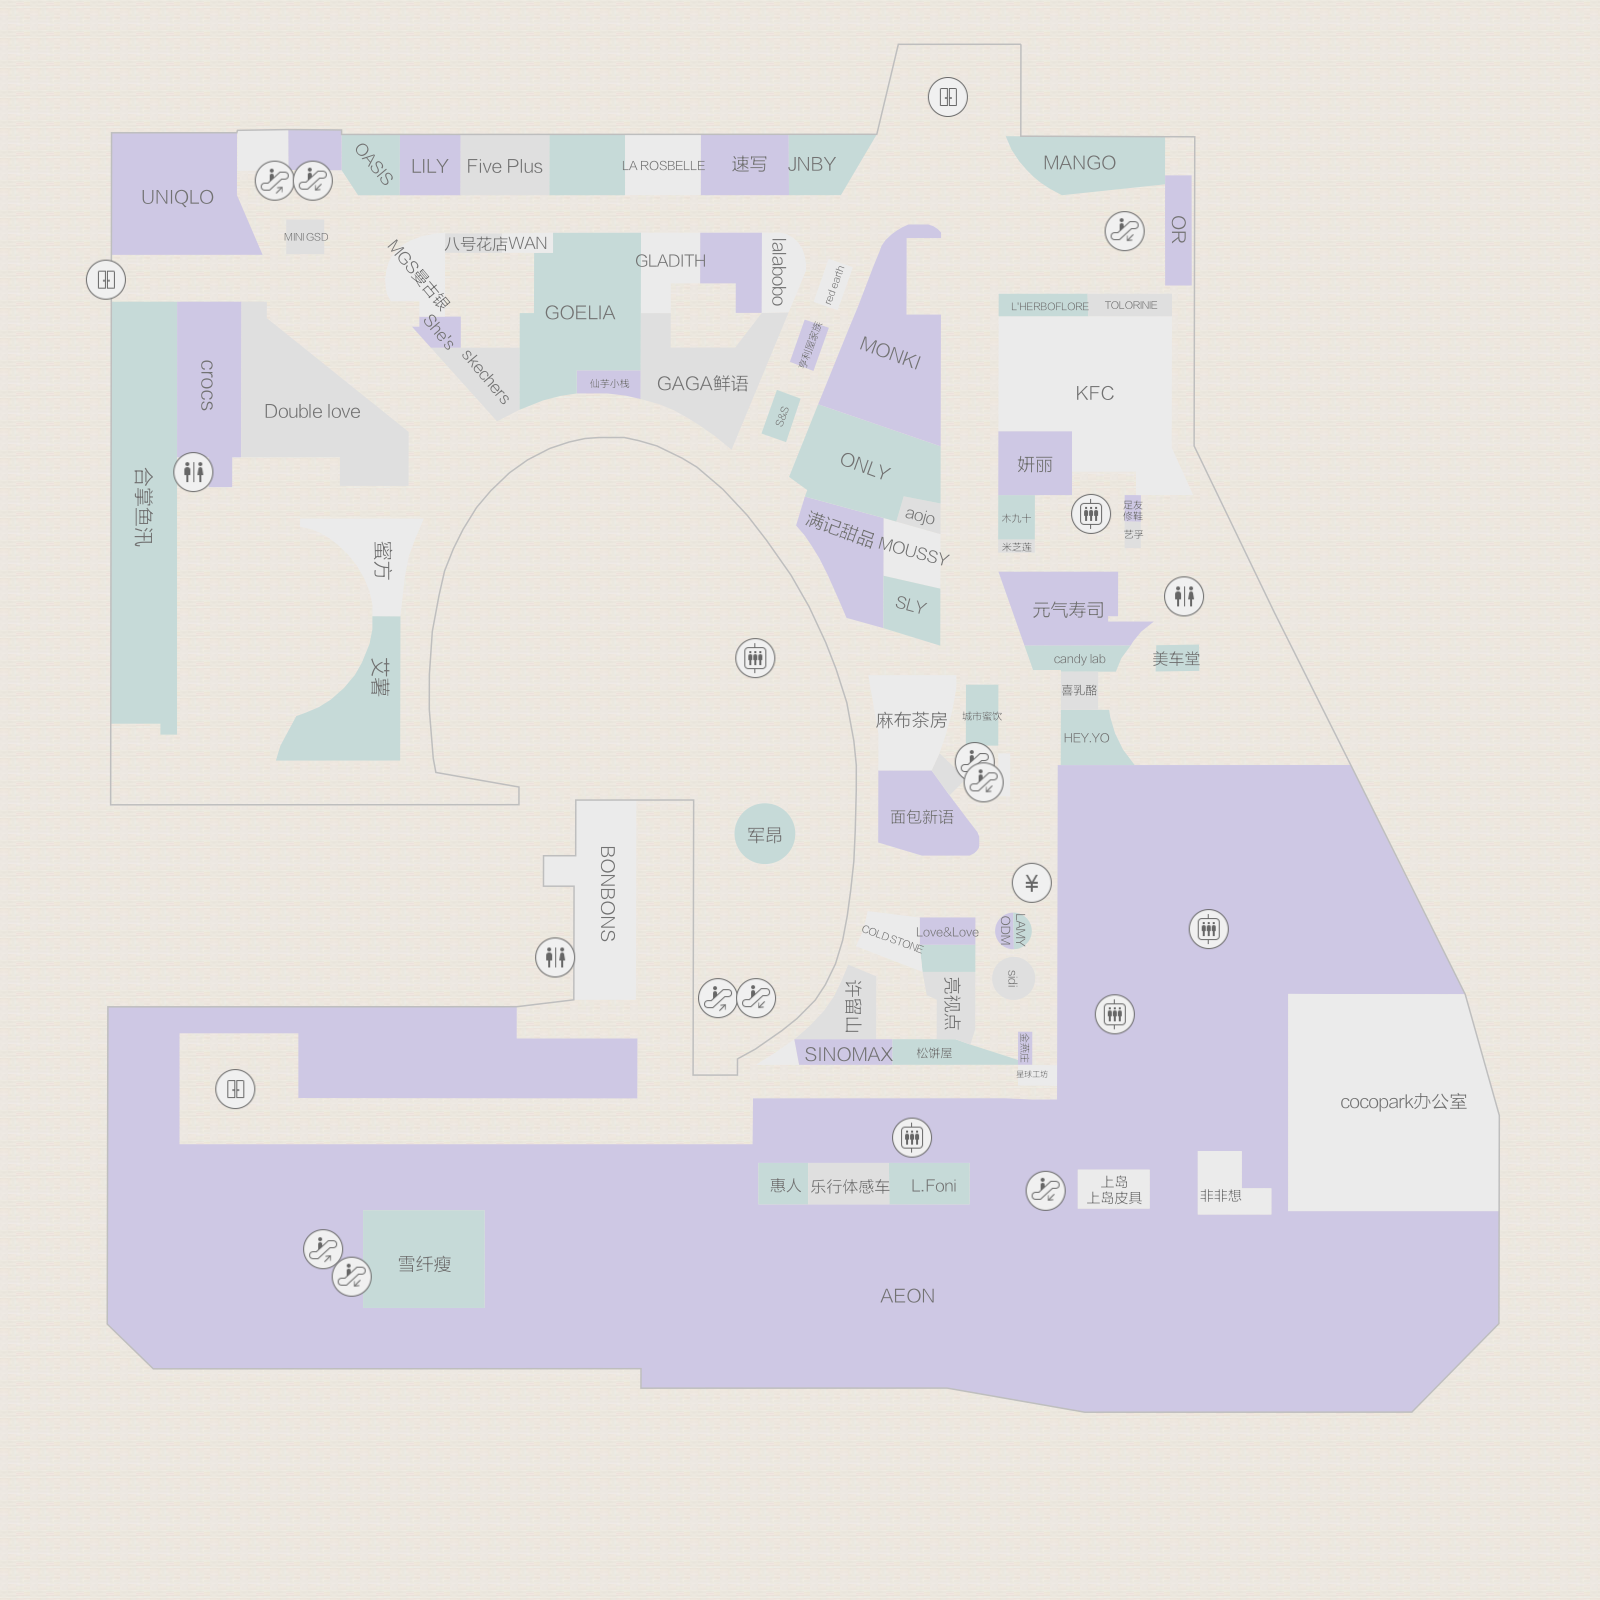 MANGO
OASIS
LILY
Five Plus
LA ROSBELLE
速写
JNBY
UNIQLO
MINI GSD
OR
八号花店WAN
MGS曼古银
GLADITH
lalabobo
red earth
GOELIA
L'HERBOFLORE
TOLORINIE
She's
skechers
亨利屋家族
MONKI
crocs
Double love
仙芋小栈
GAGA鲜语
KFC
S&S
ONLY
妍丽
合掌鱼汛
aojo
满记甜品
MOUSSY
木九十
足友
修鞋
艺孚
米芝莲
蜜方
SLY
元气寿司
candy lab
美车堂
艾薯
喜乳酪
麻布茶房
城市蜜饮
HEY.YO
面包新语
军昂
¥
BONBONS
COLD STONE
Love&Love
ODM
LAMY
sidi
许留山
亮视点
SINOMAX
松饼屋
金燕庄
星球工坊
cocopark办公室
惠人
乐行体感车
L.Foni
上岛
上岛皮具
非非想
雪纤瘦
AEON